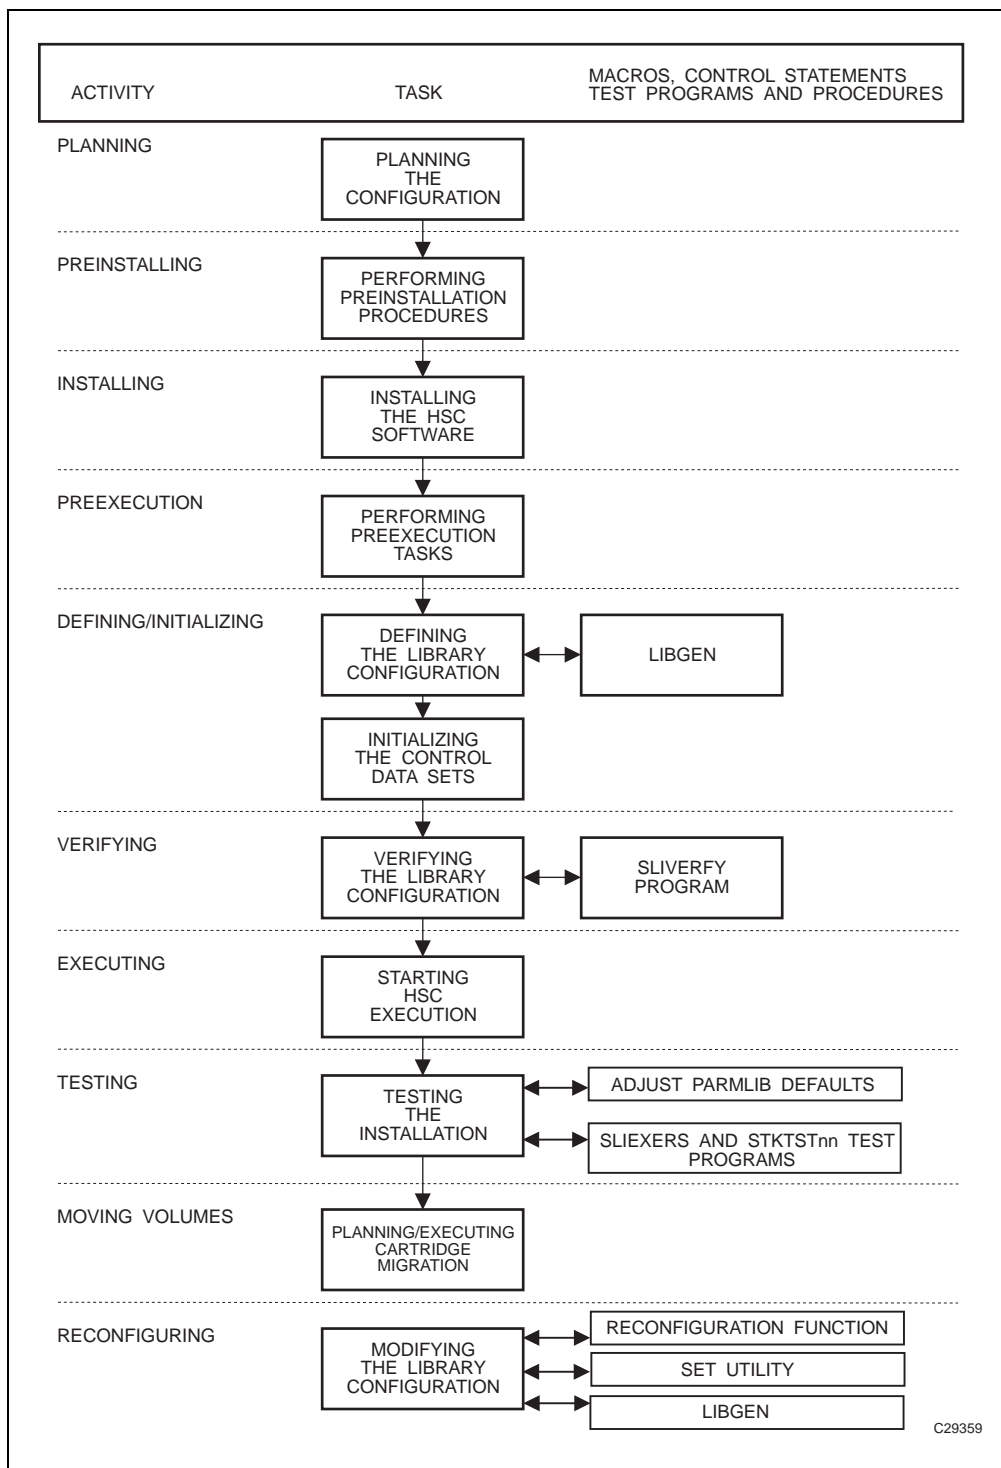 ACTIVITY
TASK
MACROS, CONTROL STATEMENTS
TEST PROGRAMS AND PROCEDURES
PLANNING
PLANNING
THE
CONFIGURATION
PREINSTALLING
PERFORMING
PREINSTALLATION
PROCEDURES
INSTALLING
INSTALLING
THE HSC
SOFTWARE
PREEXECUTION
PERFORMING
PREEXECUTION
TASKS
DEFINING/INITIALIZING
DEFINING
THE LIBRARY
CONFIGURATION
LIBGEN
INITIALIZING
THE CONTROL
DATA SETS
VERIFYING
VERIFYING
THE LIBRARY
CONFIGURATION
SLIVERFY
PROGRAM
EXECUTING
STARTING
HSC
EXECUTION
TESTING
TESTING
THE
INSTALLATION
ADJUST PARMLIB DEFAULTS
SLIEXERS AND STKTSTnn TEST
PROGRAMS
MOVING VOLUMES
PLANNING/EXECUTING
CARTRIDGE
MIGRATION
RECONFIGURING
MODIFYING
THE LIBRARY
CONFIGURATION
RECONFIGURATION FUNCTION
SET UTILITY
LIBGEN
C29359